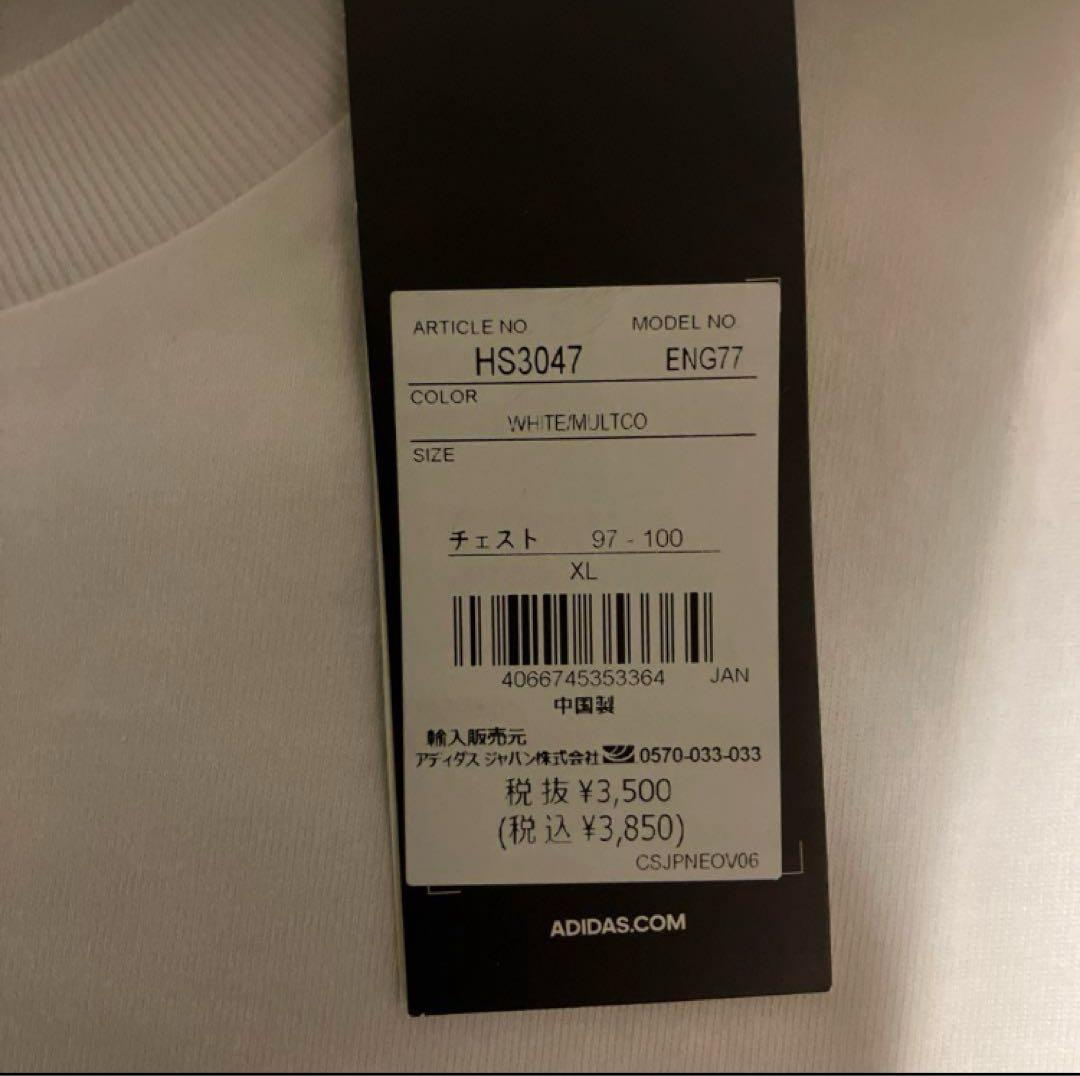 ARTICLE NO MODEL NO
HS3047 ENG77
COLOR
WHITE/MULTCO
SIZE
チェスト 97 - 100
XL
4066745353364 JAN
中国製
輸入販売元
アディダス ジャパン株式会社 0570-033-033
税抜 ¥3,500
(税込 ¥3,850)
CSJPNEOV06
ADIDAS.COM